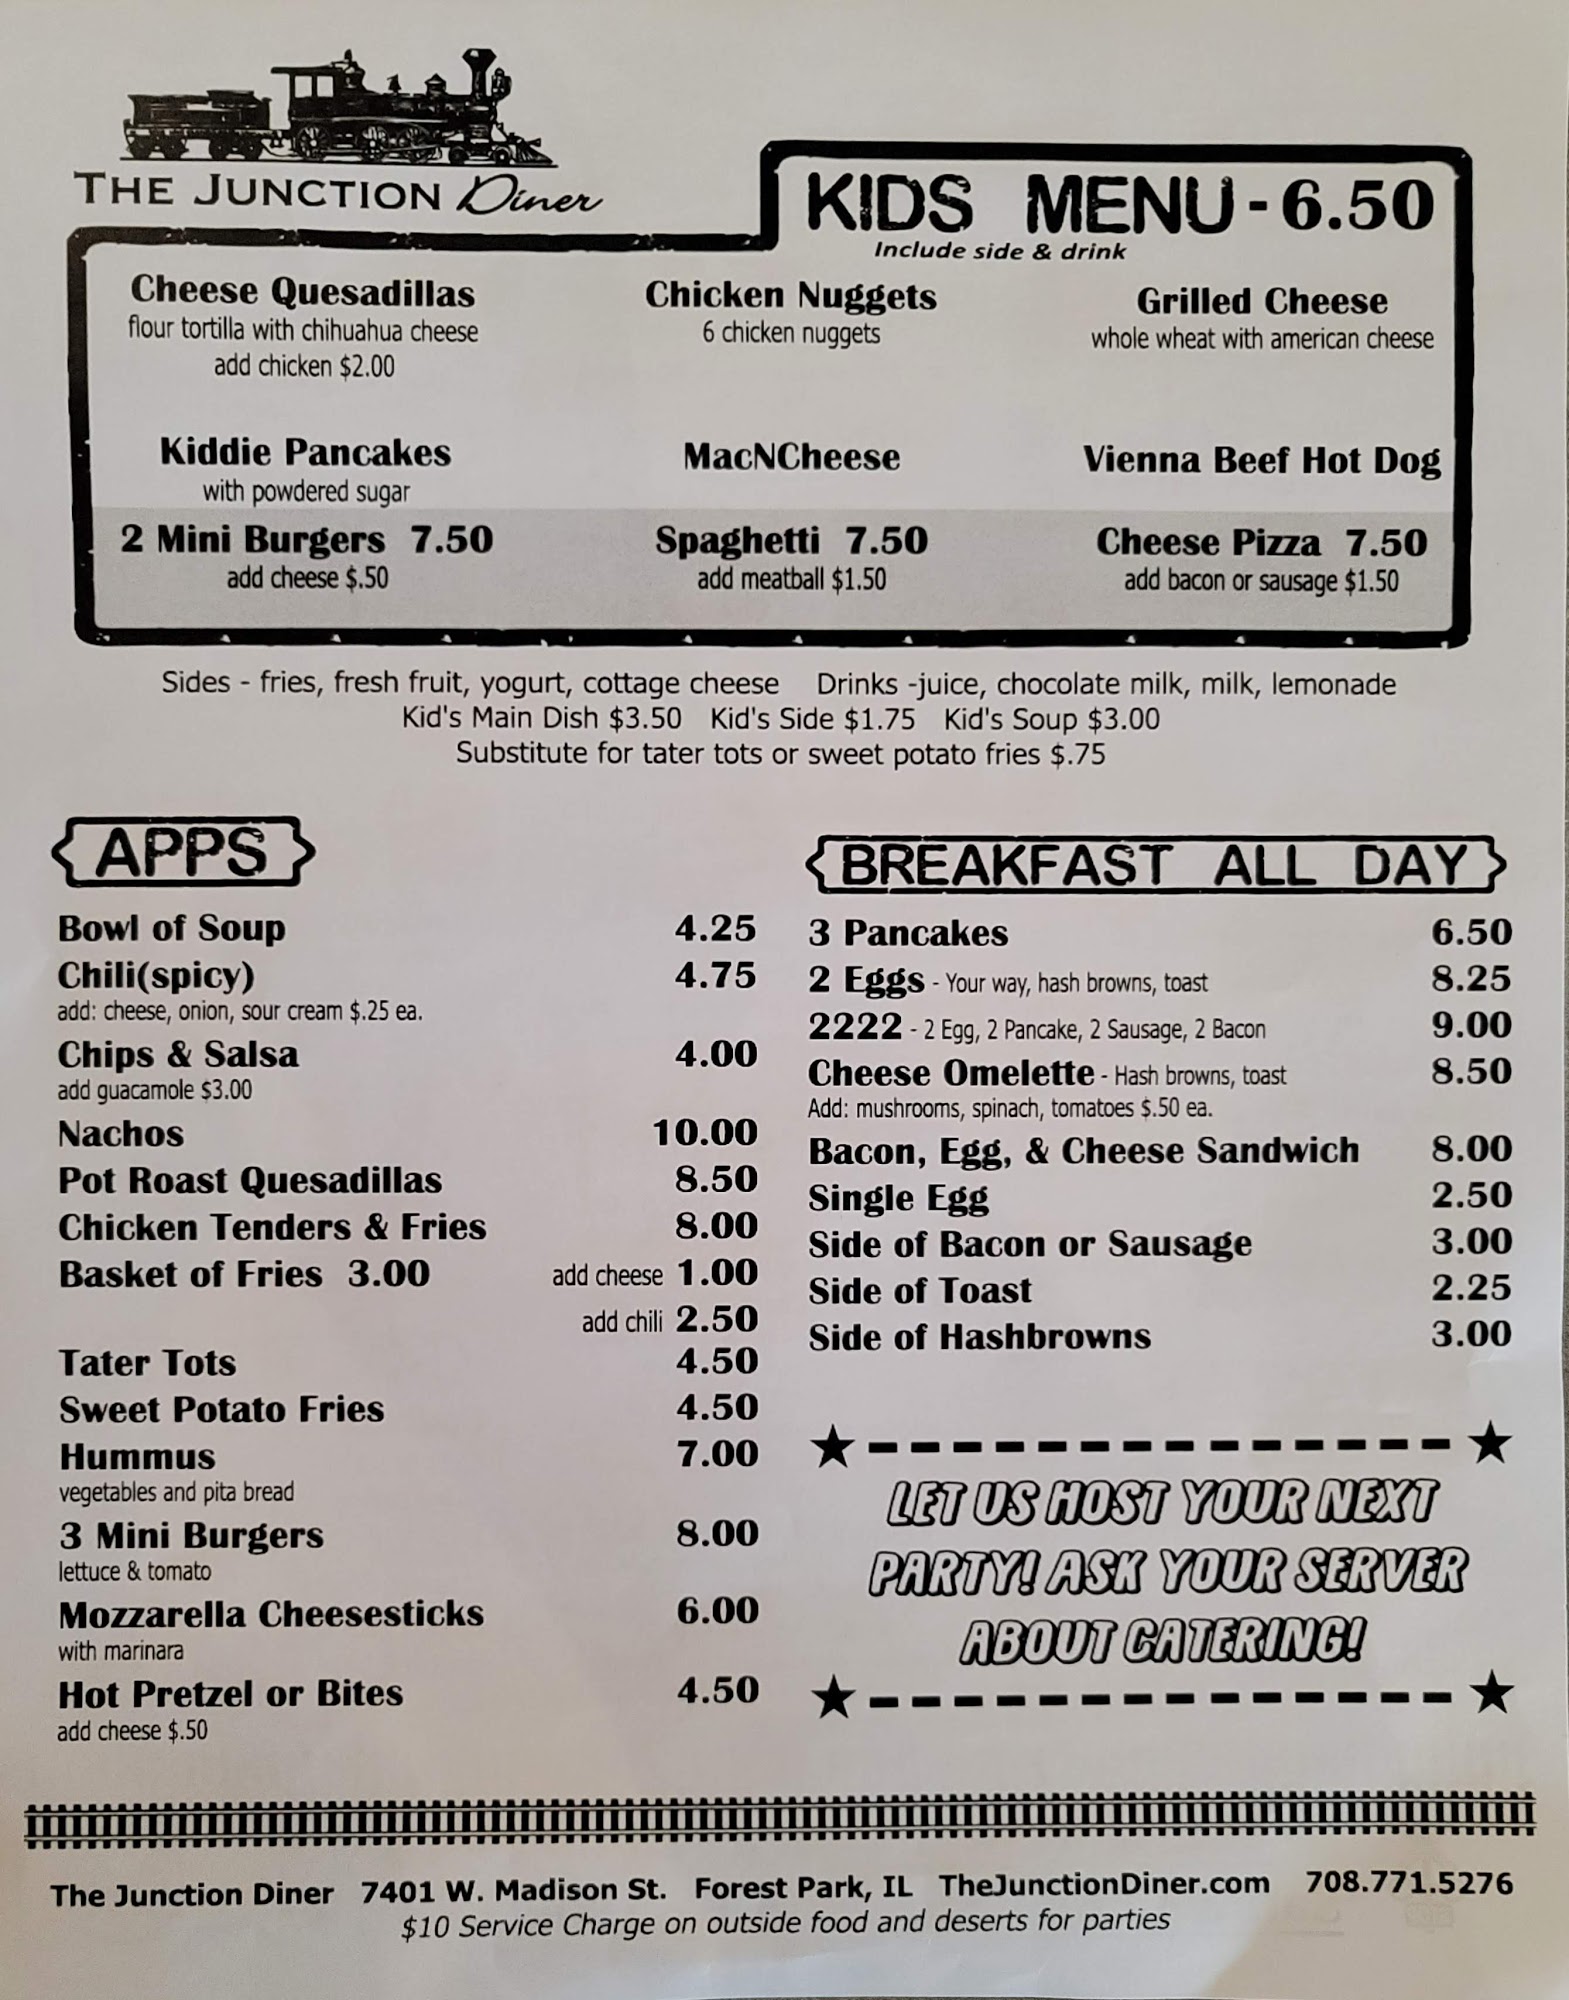 THE JUNCTION Diner
KIDS MENU - 6.50
Include side & drink
Cheese Quesadillas
flour tortilla with chihuahua cheese
add chicken $2.00
Chicken Nuggets
6 chicken nuggets
Grilled Cheese
whole wheat with american cheese
Kiddie Pancakes
with powdered sugar
MacNCheese
Vienna Beef Hot Dog
2 Mini Burgers 7.50
add cheese $.50
Spaghetti 7.50
add meatball $1.50
Cheese Pizza 7.50
add bacon or sausage $1.50
Sides - fries, fresh fruit, yogurt, cottage cheese Drinks -juice, chocolate milk, milk, lemonade
Kid's Main Dish $3.50 Kid's Side $1.75 Kid's Soup $3.00
Substitute for tater tots or sweet potato fries $.75
APPS
Bowl of Soup 4.25
Chili(spicy) 4.75
add: cheese, onion, sour cream $.25 ea.
Chips & Salsa 4.00
add guacamole $3.00
Nachos 10.00
Pot Roast Quesadillas 8.50
Chicken Tenders & Fries 8.00
Basket of Fries 3.00 add cheese 1.00
add chili 2.50
Tater Tots 4.50
Sweet Potato Fries 4.50
Hummus 7.00
vegetables and pita bread
3 Mini Burgers 8.00
lettuce & tomato
Mozzarella Cheesesticks 6.00
with marinara
Hot Pretzel or Bites 4.50
add cheese $.50
BREAKFAST ALL DAY
3 Pancakes 6.50
2 Eggs - Your way, hash browns, toast 8.25
2222 - 2 Egg, 2 Pancake, 2 Sausage, 2 Bacon 9.00
Cheese Omelette - Hash browns, toast 8.50
Add: mushrooms, spinach, tomatoes $.50 ea.
Bacon, Egg, & Cheese Sandwich 8.00
Single Egg 2.50
Side of Bacon or Sausage 3.00
Side of Toast 2.25
Side of Hashbrowns 3.00
LET US HOST YOUR NEXT
PARTY! ASK YOUR SERVER
ABOUT CATERING!
The Junction Diner 7401 W. Madison St. Forest Park, IL TheJunctionDiner.com 708.771.5276
$10 Service Charge on outside food and deserts for parties